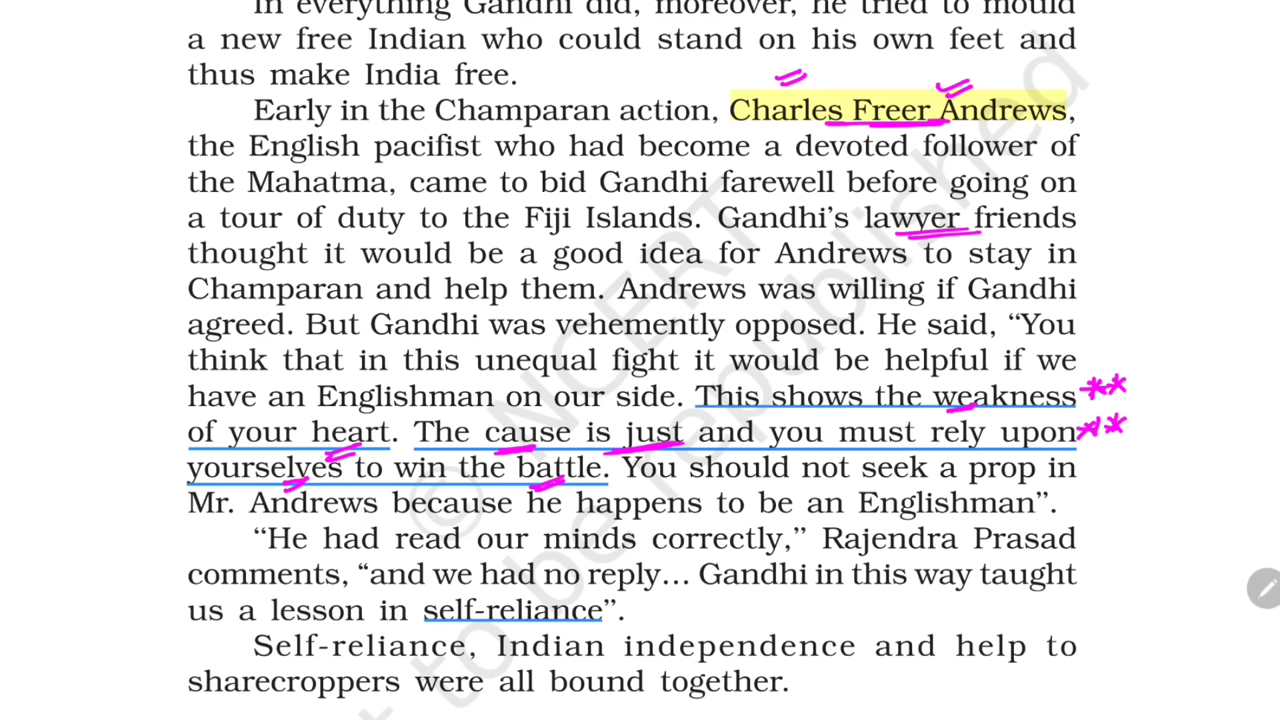 In everything Gandhi did, moreover, he tried to mould
a new free Indian who could stand on his own feet and
thus make India free.
Early in the Champaran action, Charles Freer Andrews,
the English pacifist who had become a devoted follower of
the Mahatma, came to bid Gandhi farewell before going on
a tour of duty to the Fiji Islands. Gandhi’s lawyer friends
thought it would be a good idea for Andrews to stay in
Champaran and help them. Andrews was willing if Gandhi
agreed. But Gandhi was vehemently opposed. He said, “You
think that in this unequal fight it would be helpful if we
have an Englishman on our side. This shows the weakness **
of your heart. The cause is just and you must rely upon **
yourselves to win the battle. You should not seek a prop in
Mr. Andrews because he happens to be an Englishman”.
“He had read our minds correctly,” Rajendra Prasad
comments, “and we had no reply… Gandhi in this way taught
us a lesson in self-reliance”.
Self-reliance, Indian independence and help to
sharecroppers were all bound together.
© NCERT
not to be republished